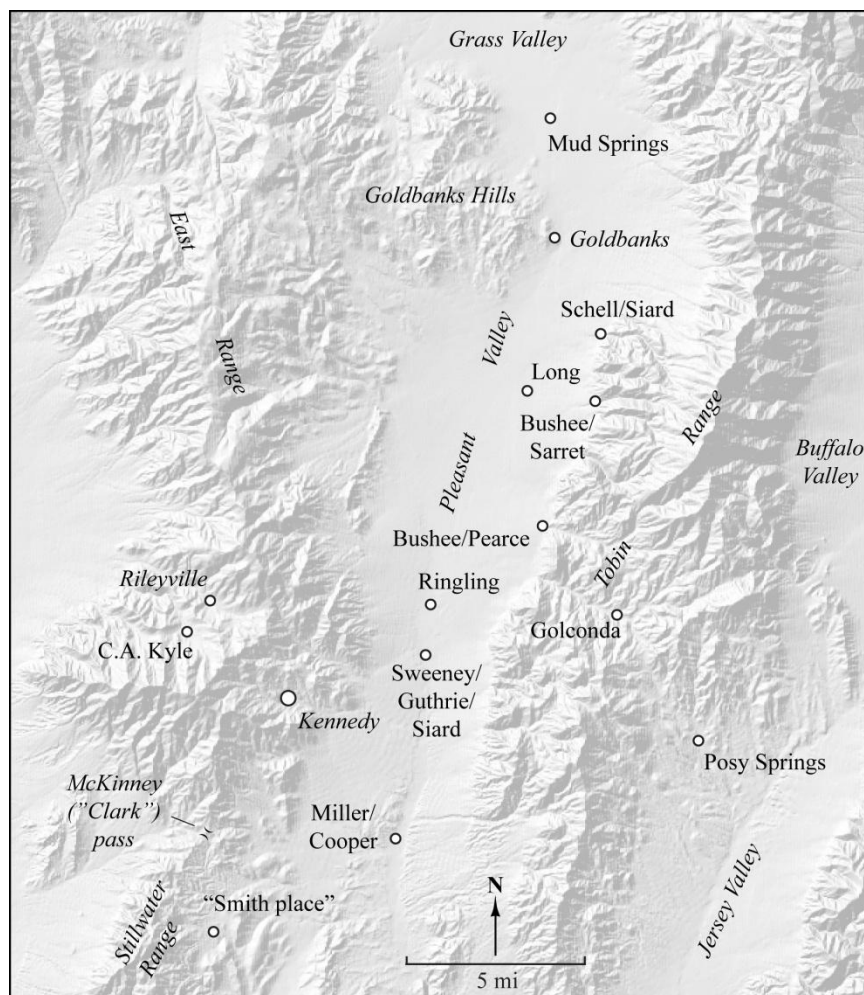 Grass Valley
Mud Springs
Goldbanks Hills
East
Goldbanks
Schell/Siard
Valley
Range
Long
Bushee/
Sarret
Range
Buffalo
Valley
Pleasant
Bushee/Pearce
Tobin
Rileyville
Ringling
Golconda
C.A. Kyle
Sweeney/
Guthrie/
Siard
Kennedy
Posy Springs
McKinney
(”Clark”)
pass
Miller/
Cooper
Stillwater
Range
“Smith place”
N
Jersey Valley
5 mi